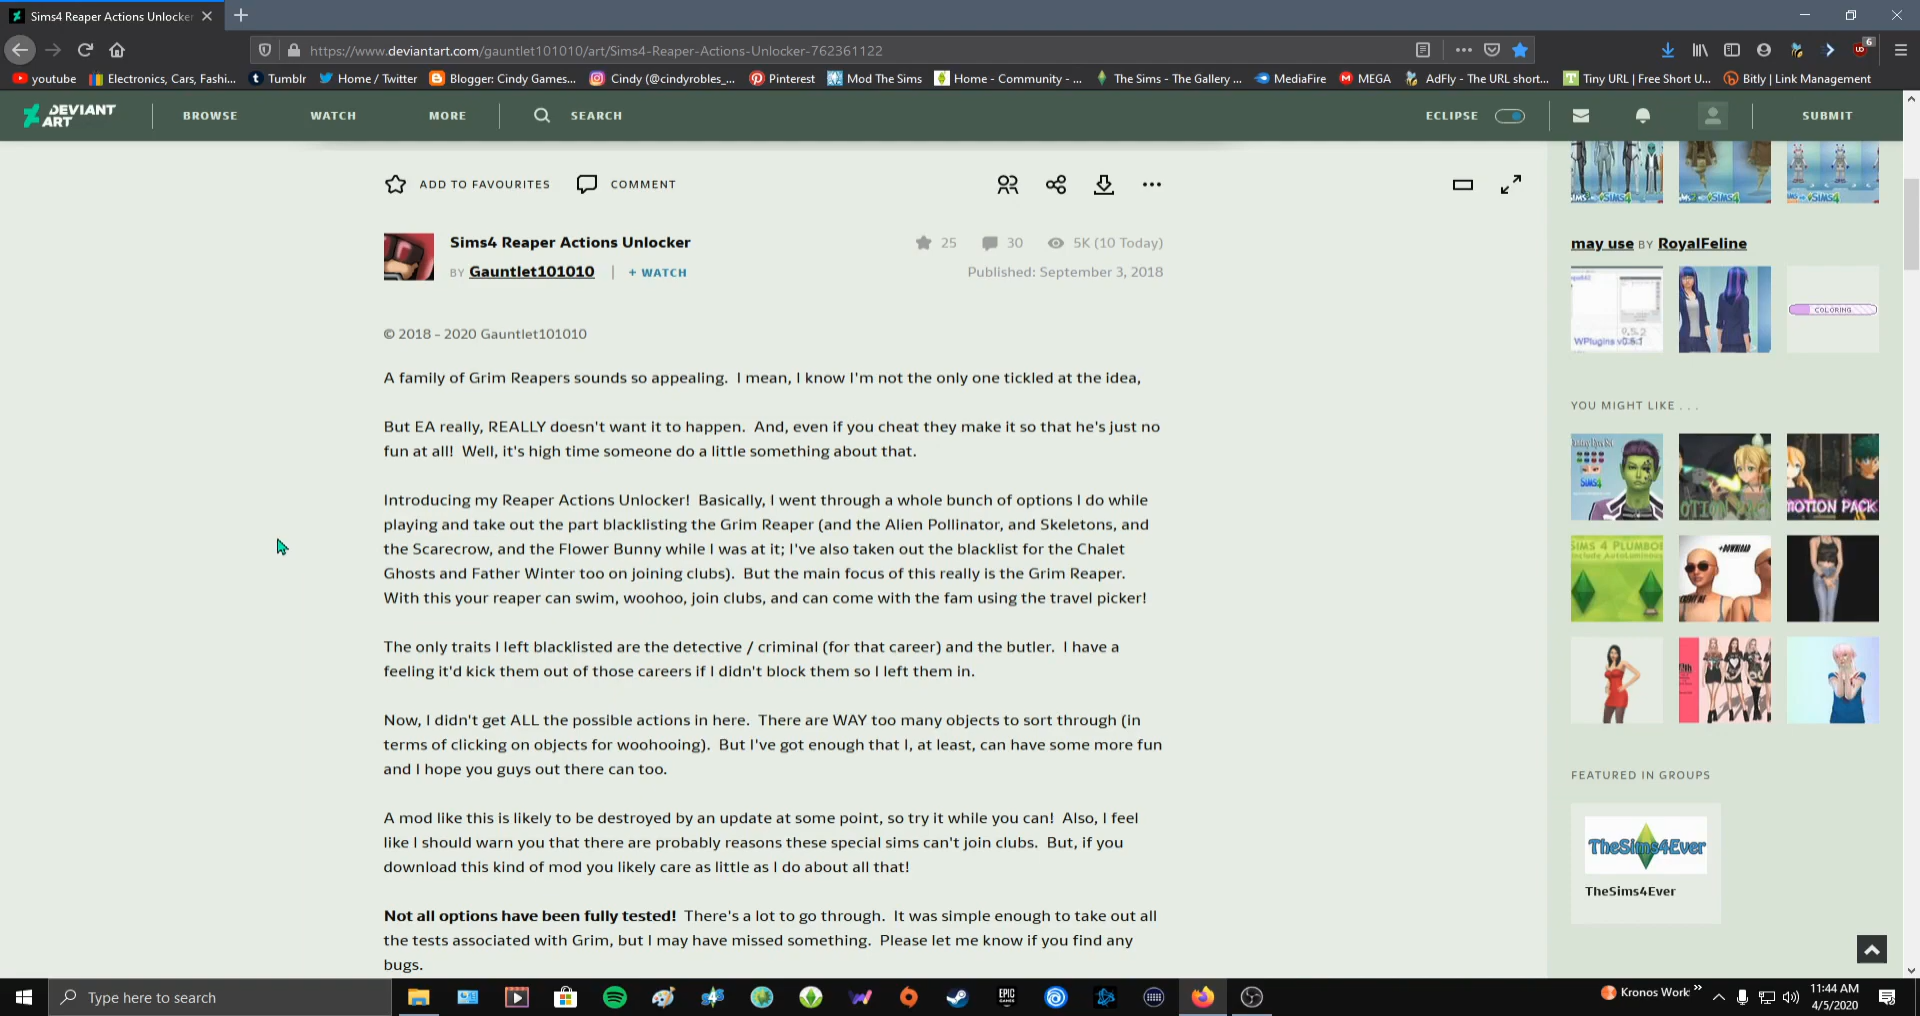 Sims4 Reaper Actions Unlocker
https://www.deviantart.com/gauntlet101010/art/Sims4-Reaper-Actions-Unlocker-762361122
6
youtube
Electronics, Cars, Fashi...
Tumblr
Home / Twitter
Blogger: Cindy Games...
Cindy (@cindyrobles_...
Pinterest
Mod The Sims
Home - Community - ...
The Sims - The Gallery ...
MediaFire
MEGA
AdFly - The URL short...
Tiny URL | Free Short U...
Bitly | Link Management
DEVIANT
ART
BROWSE
WATCH
MORE
SEARCH
ECLIPSE
SUBMIT
ADD TO FAVOURITES
COMMENT
Sims4 Reaper Actions Unlocker
25
30
5K (10 Today)
BY Gauntlet101010 | + WATCH
Published: September 3, 2018
© 2018 - 2020 Gauntlet101010
A family of Grim Reapers sounds so appealing. I mean, I know I'm not the only one tickled at the idea,
But EA really, REALLY doesn't want it to happen. And, even if you cheat they make it so that he's just no
fun at all! Well, it's high time someone do a little something about that.
Introducing my Reaper Actions Unlocker! Basically, I went through a whole bunch of options I do while
playing and take out the part blacklisting the Grim Reaper (and the Alien Pollinator, and Skeletons, and
the Scarecrow, and the Flower Bunny while I was at it; I've also taken out the blacklist for the Chalet
Ghosts and Father Winter too on joining clubs). But the main focus of this really is the Grim Reaper.
With this your reaper can swim, woohoo, join clubs, and can come with the fam using the travel picker!
The only traits I left blacklisted are the detective / criminal (for that career) and the butler. I have a
feeling it'd kick them out of those careers if I didn't block them so I left them in.
Now, I didn't get ALL the possible actions in here. There are WAY too many objects to sort through (in
terms of clicking on objects for woohooing). But I've got enough that I, at least, can have some more fun
and I hope you guys out there can too.
A mod like this is likely to be destroyed by an update at some point, so try it while you can! Also, I feel
like I should warn you that there are probably reasons these special sims can't join clubs. But, if you
download this kind of mod you likely care as little as I do about all that!
Not all options have been fully tested! There's a lot to go through. It was simple enough to take out all
the tests associated with Grim, but I may have missed something. Please let me know if you find any
bugs.
may use BY RoyalFeline
WPlugins v0.6.1
COLORING
YOU MIGHT LIKE . . .
SIMS 4
MOTION PACK
SIMS 4 PLUMBOB
+DOWNLOAD
FEATURED IN GROUPS
TheSims4Ever
TheSims4Ever
Type here to search
EPIC
GAMES
Kronos Work
11:44 AM
4/5/2020